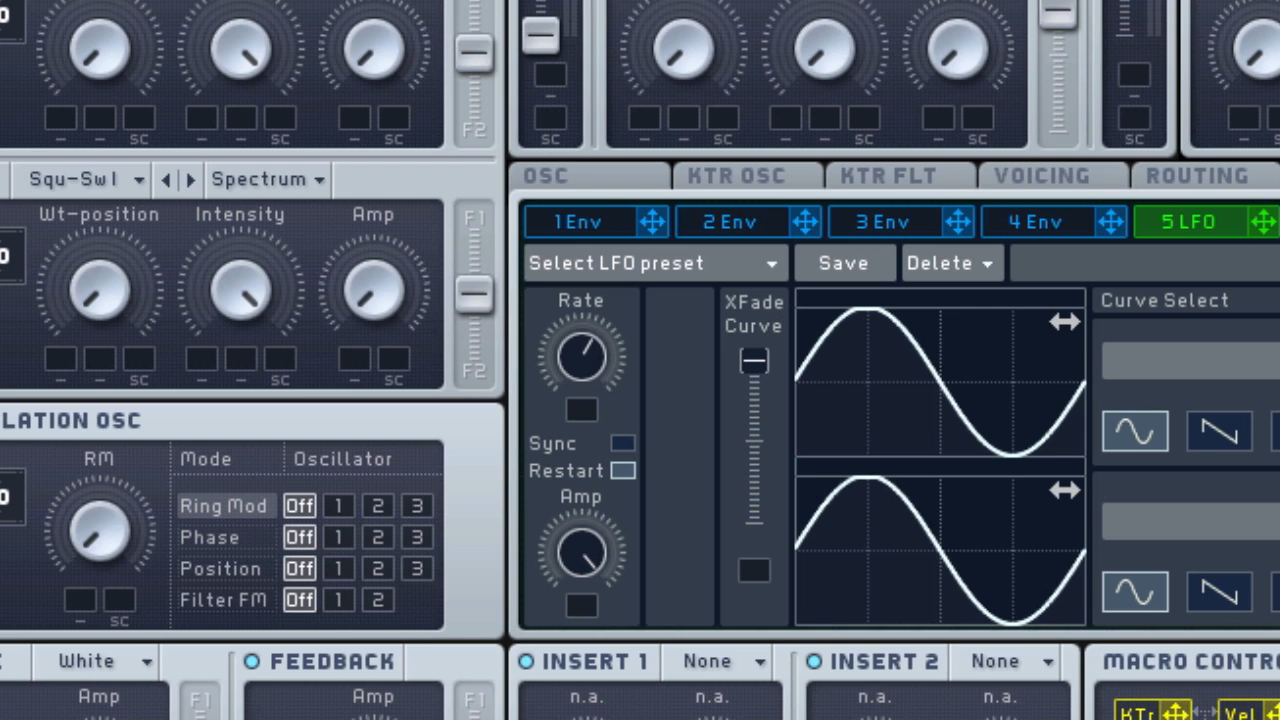 SC SC F2 SC SC SC SC SC
Squ-Swl Spectrum
Wt-position Intensity Amp F1
SC SC SC F2
LATION OSC
RM Mode Oscillator
Ring Mod Off 1 2 3
Phase Off 1 2 3
Position Off 1 2 3
Filter FM Off 1 2
SC
White FEEDBACK
Amp F1 Amp F1
OSC KTR OSC KTR FLT VOICING ROUTING
1 Env 2 Env 3 Env 4 Env 5 LFO
Select LFO preset Save Delete
Rate XFade Curve Curve Select
Sync
Restart
Amp
INSERT 1 None INSERT 2 None MACRO CONTR
n.a. n.a. n.a. n.a.
KTr Vel